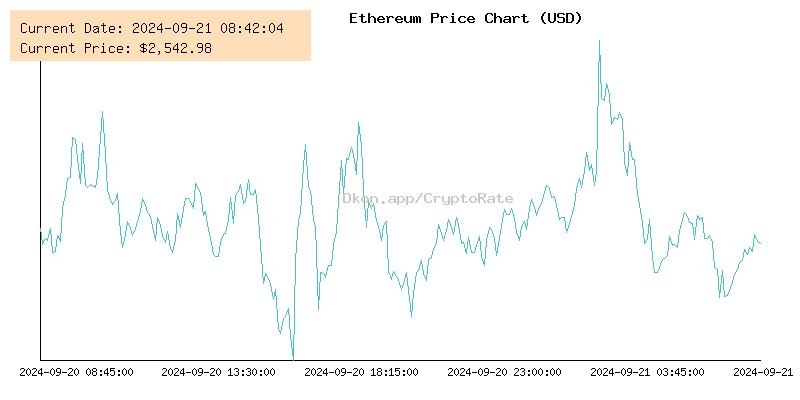 Ethereum Price Chart (USD)
Current Date: 2024-09-21 08:42:04
Current Price: $2,542.98
Dkon.app/CryptoRate
2024-09-20 08:45:00 2024-09-20 13:30:00 2024-09-20 18:15:00 2024-09-20 23:00:00 2024-09-21 03:45:00 2024-09-21